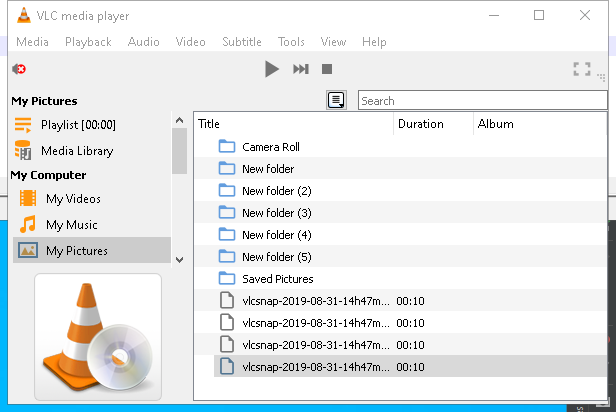 VLC media player
Media Playback Audio Video Subtitle Tools View Help
My Pictures
Playlist [00:00]
Media Library
My Computer
My Videos
My Music
My Pictures
Search
Title Duration Album
Camera Roll
New folder
New folder (2)
New folder (3)
New folder (4)
New folder (5)
Saved Pictures
vlcsnap-2019-08-31-14h47m... 00:10
vlcsnap-2019-08-31-14h47m... 00:10
vlcsnap-2019-08-31-14h47m... 00:10
vlcsnap-2019-08-31-14h47m... 00:10